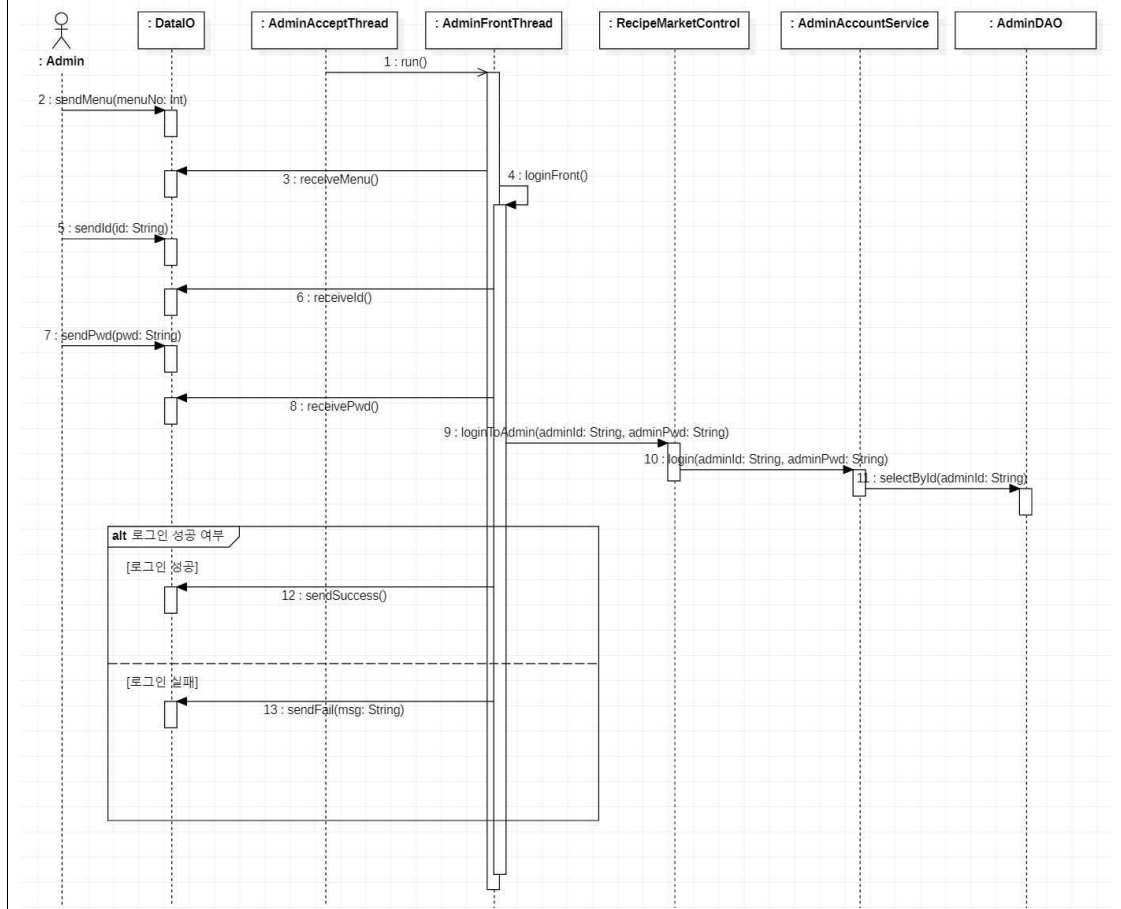 : DataIO
: AdminAcceptThread
: AdminFrontThread
: RecipeMarketControl
: AdminAccountService
: AdminDAO
: Admin
1 : run()
2 : sendMenu(menuNo: Int)
3 : receiveMenu()
4 : loginFront()
5 : sendId(id: String)
6 : receiveId()
7 : sendPwd(pwd: String)
8 : receivePwd()
9 : loginToAdmin(adminId: String, adminPwd: String)
10 : login(adminId: String, adminPwd: String)
11 : selectById(adminId: String)
alt 로그인 성공 여부
[로그인 성공]
12 : sendSuccess()
[로그인 실패]
13 : sendFail(msg: String)